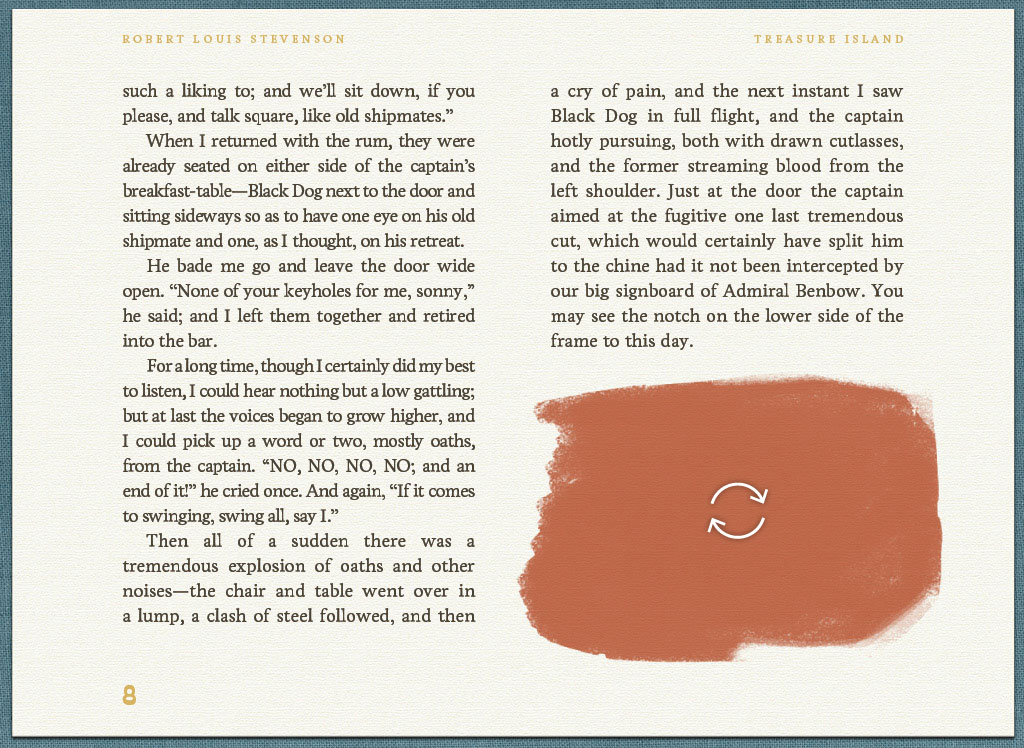 ROBERT LOUIS STEVENSON
TREASURE ISLAND
such a liking to; and we’ll sit down, if you
please, and talk square, like old shipmates.”
When I returned with the rum, they were
already seated on either side of the captain’s
breakfast-table—Black Dog next to the door and
sitting sideways so as to have one eye on his old
shipmate and one, as I thought, on his retreat.
He bade me go and leave the door wide
open. “None of your keyholes for me, sonny,”
he said; and I left them together and retired
into the bar.
For a long time, though I certainly did my best
to listen, I could hear nothing but a low gattling;
but at last the voices began to grow higher, and
I could pick up a word or two, mostly oaths,
from the captain. “NO, NO, NO, NO; and an
end of it!” he cried once. And again, “If it comes
to swinging, swing all, say I.”
Then all of a sudden there was a
tremendous explosion of oaths and other
noises—the chair and table went over in
a lump, a clash of steel followed, and then
a cry of pain, and the next instant I saw
Black Dog in full flight, and the captain
hotly pursuing, both with drawn cutlasses,
and the former streaming blood from the
left shoulder. Just at the door the captain
aimed at the fugitive one last tremendous
cut, which would certainly have split him
to the chine had it not been intercepted by
our big signboard of Admiral Benbow. You
may see the notch on the lower side of the
frame to this day.
8